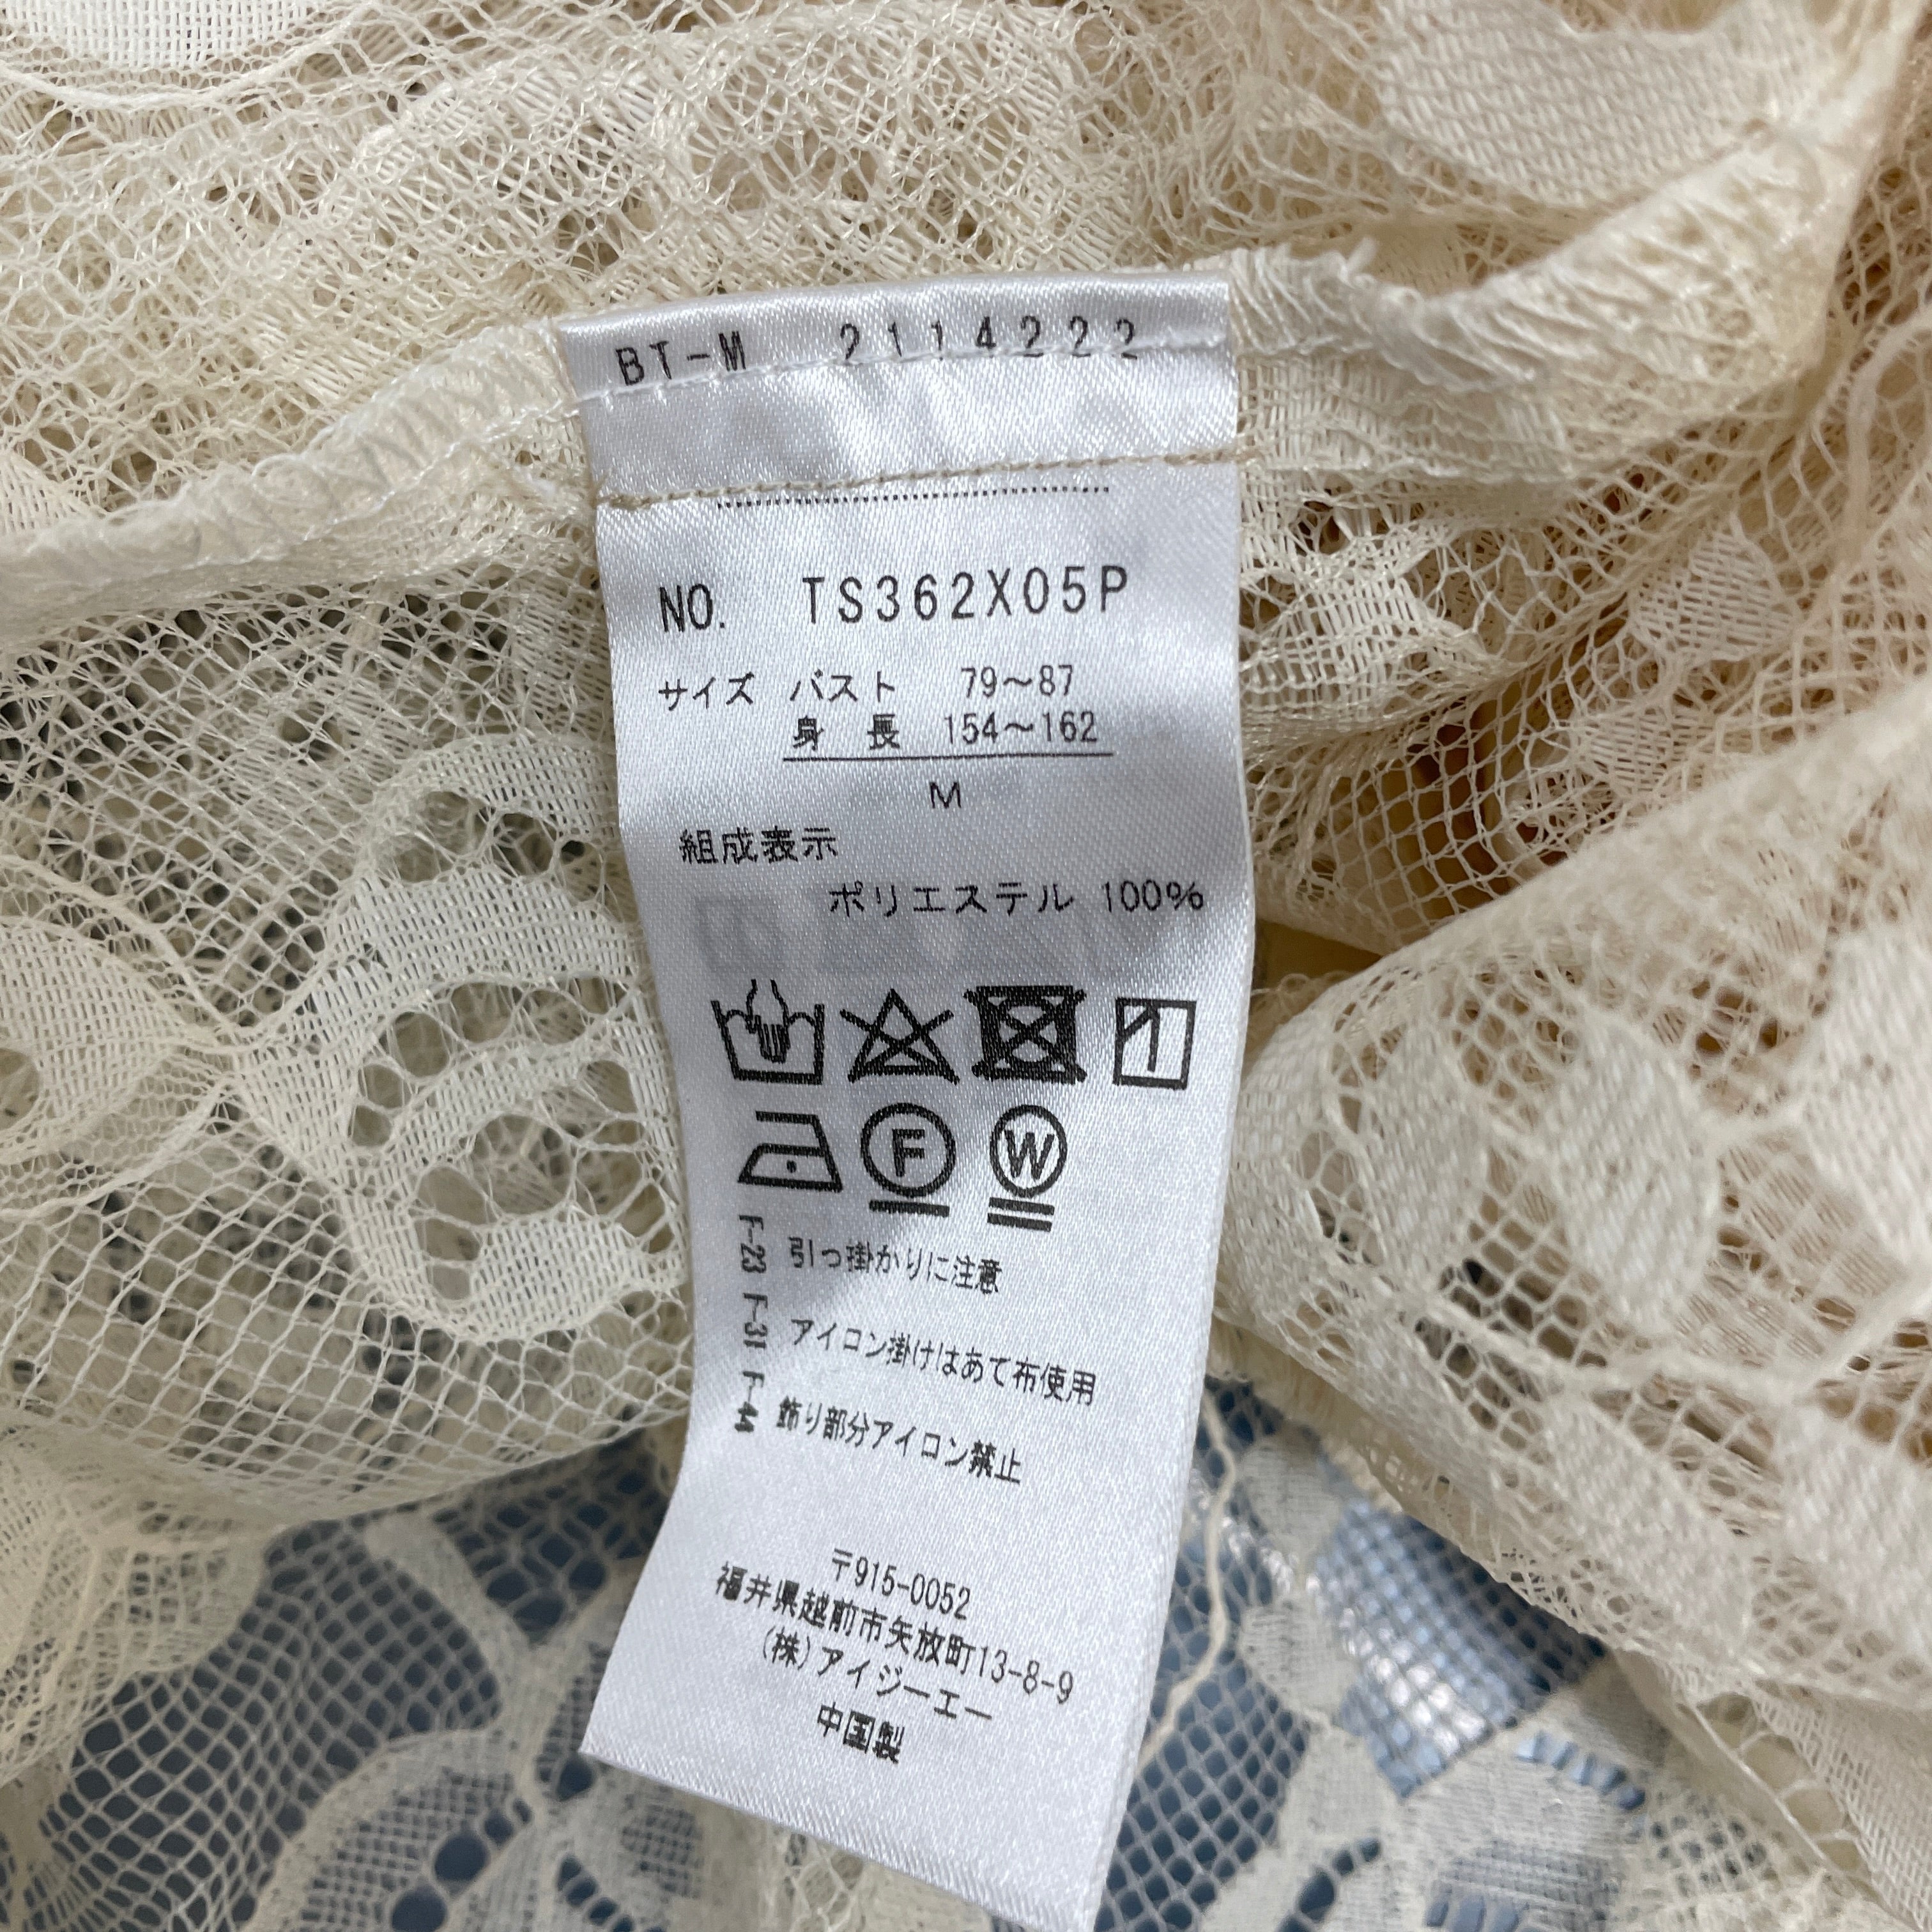 BT-M 2114222
NO. TS362X05P
サイズ バスト 79～87
身 長 154～162
M
組成表示
ポリエステル 100%
F
W
F-23 引っ掛かりに注意
F-31 アイロン掛けはあて布使用
F-44 飾り部分アイロン禁止
〒915-0052
福井県越前市矢放町13-8-9
(株)アイジーエー
中国製